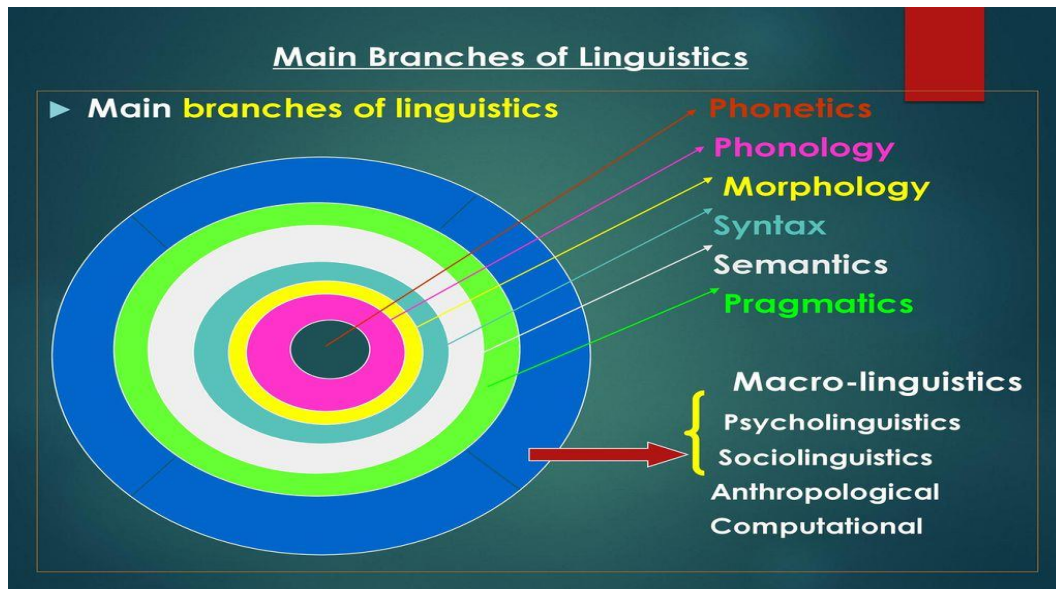 Main Branches of Linguistics
► Main branches of linguistics
Phonetics
Phonology
Morphology
Syntax
Semantics
Pragmatics
Macro-linguistics
Psycholinguistics
Sociolinguistics
Anthropological
Computational